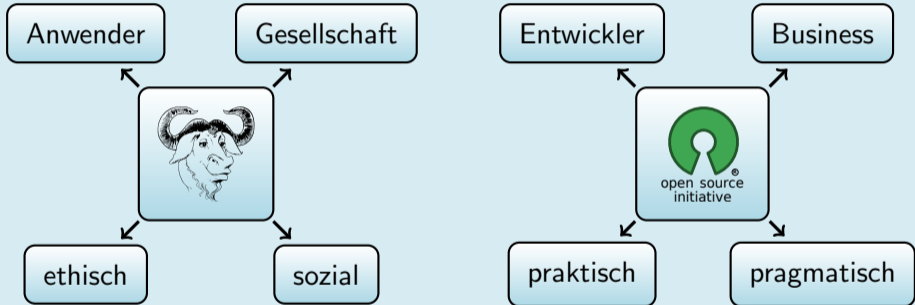 Anwender
Gesellschaft
ethisch
sozial
Entwickler
Business
open source
initiative
®
praktisch
pragmatisch